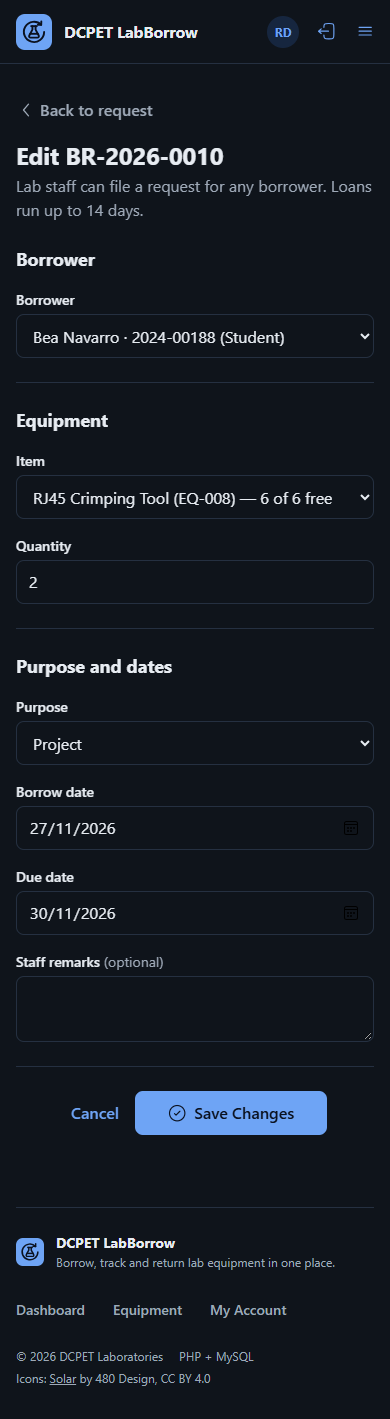 DCPET LabBorrow
RD
Back to request
Edit BR-2026-0010
Lab staff can file a request for any borrower. Loans
run up to 14 days.
Borrower
Borrower
Bea Navarro · 2024-00188 (Student)
Equipment
Item
RJ45 Crimping Tool (EQ-008) — 6 of 6 free
Quantity
2
Purpose and dates
Purpose
Project
Borrow date
27/11/2026
Due date
30/11/2026
Staff remarks (optional)
Cancel
Save Changes
DCPET LabBorrow
Borrow, track and return lab equipment in one place.
Dashboard Equipment My Account
© 2026 DCPET Laboratories PHP + MySQL
Icons: Solar by 480 Design, CC BY 4.0